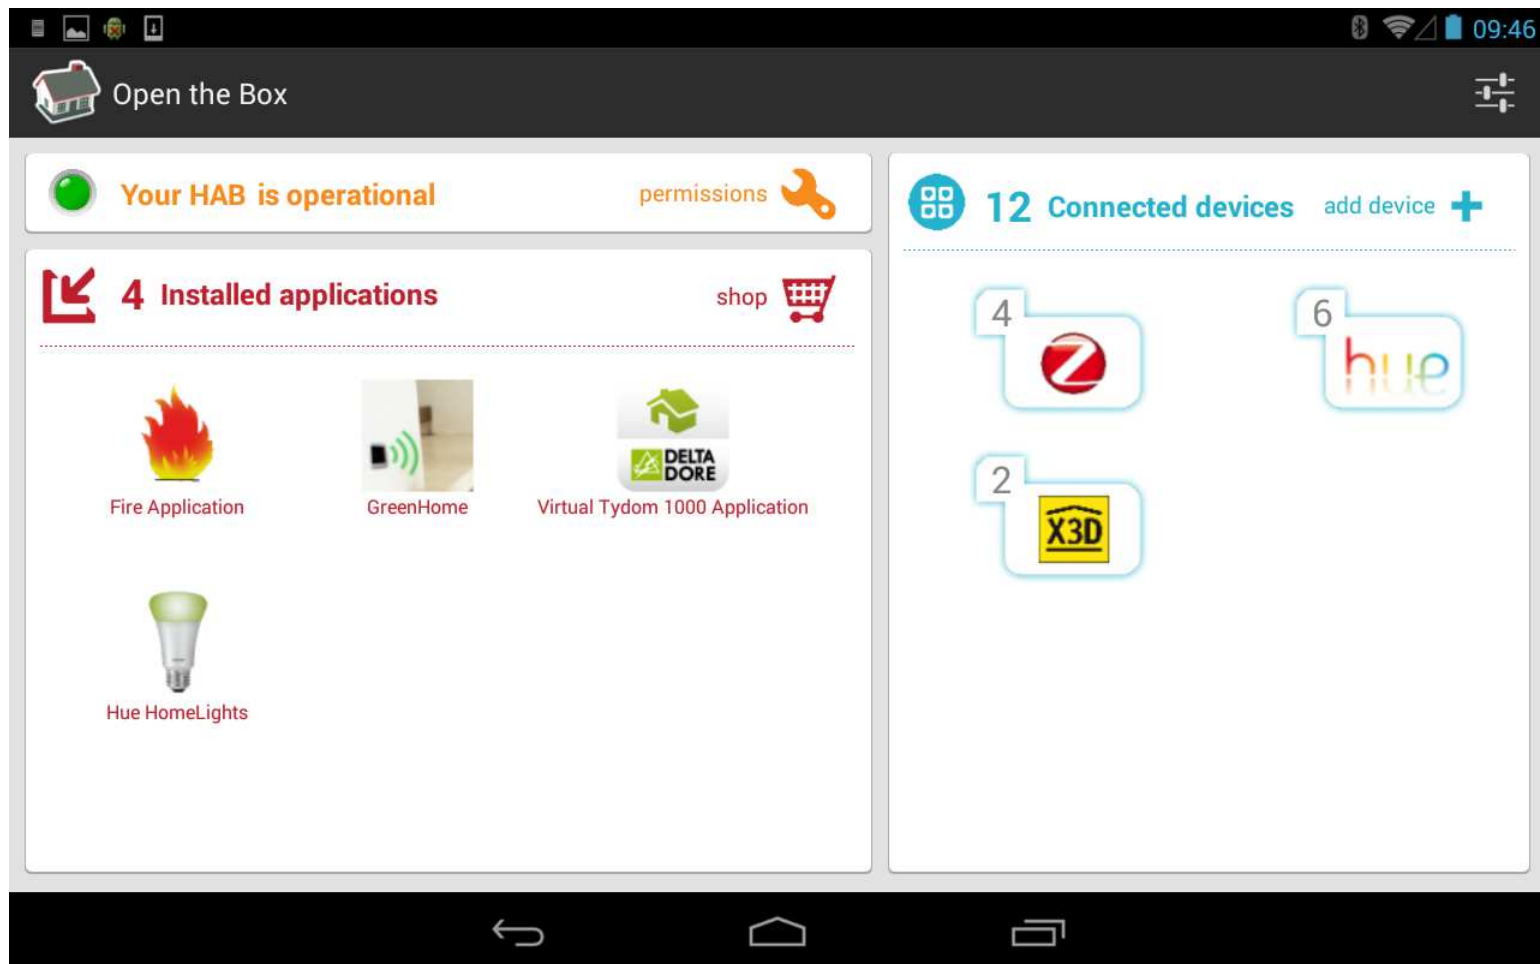 09:46
Open the Box
Your HAB is operational
permissions
4 Installed applications
shop
Fire Application
GreenHome
DELTA
DORE
Virtual Tydom 1000 Application
Hue HomeLights
12 Connected devices
add device
4
Z
6
hue
2
X3D